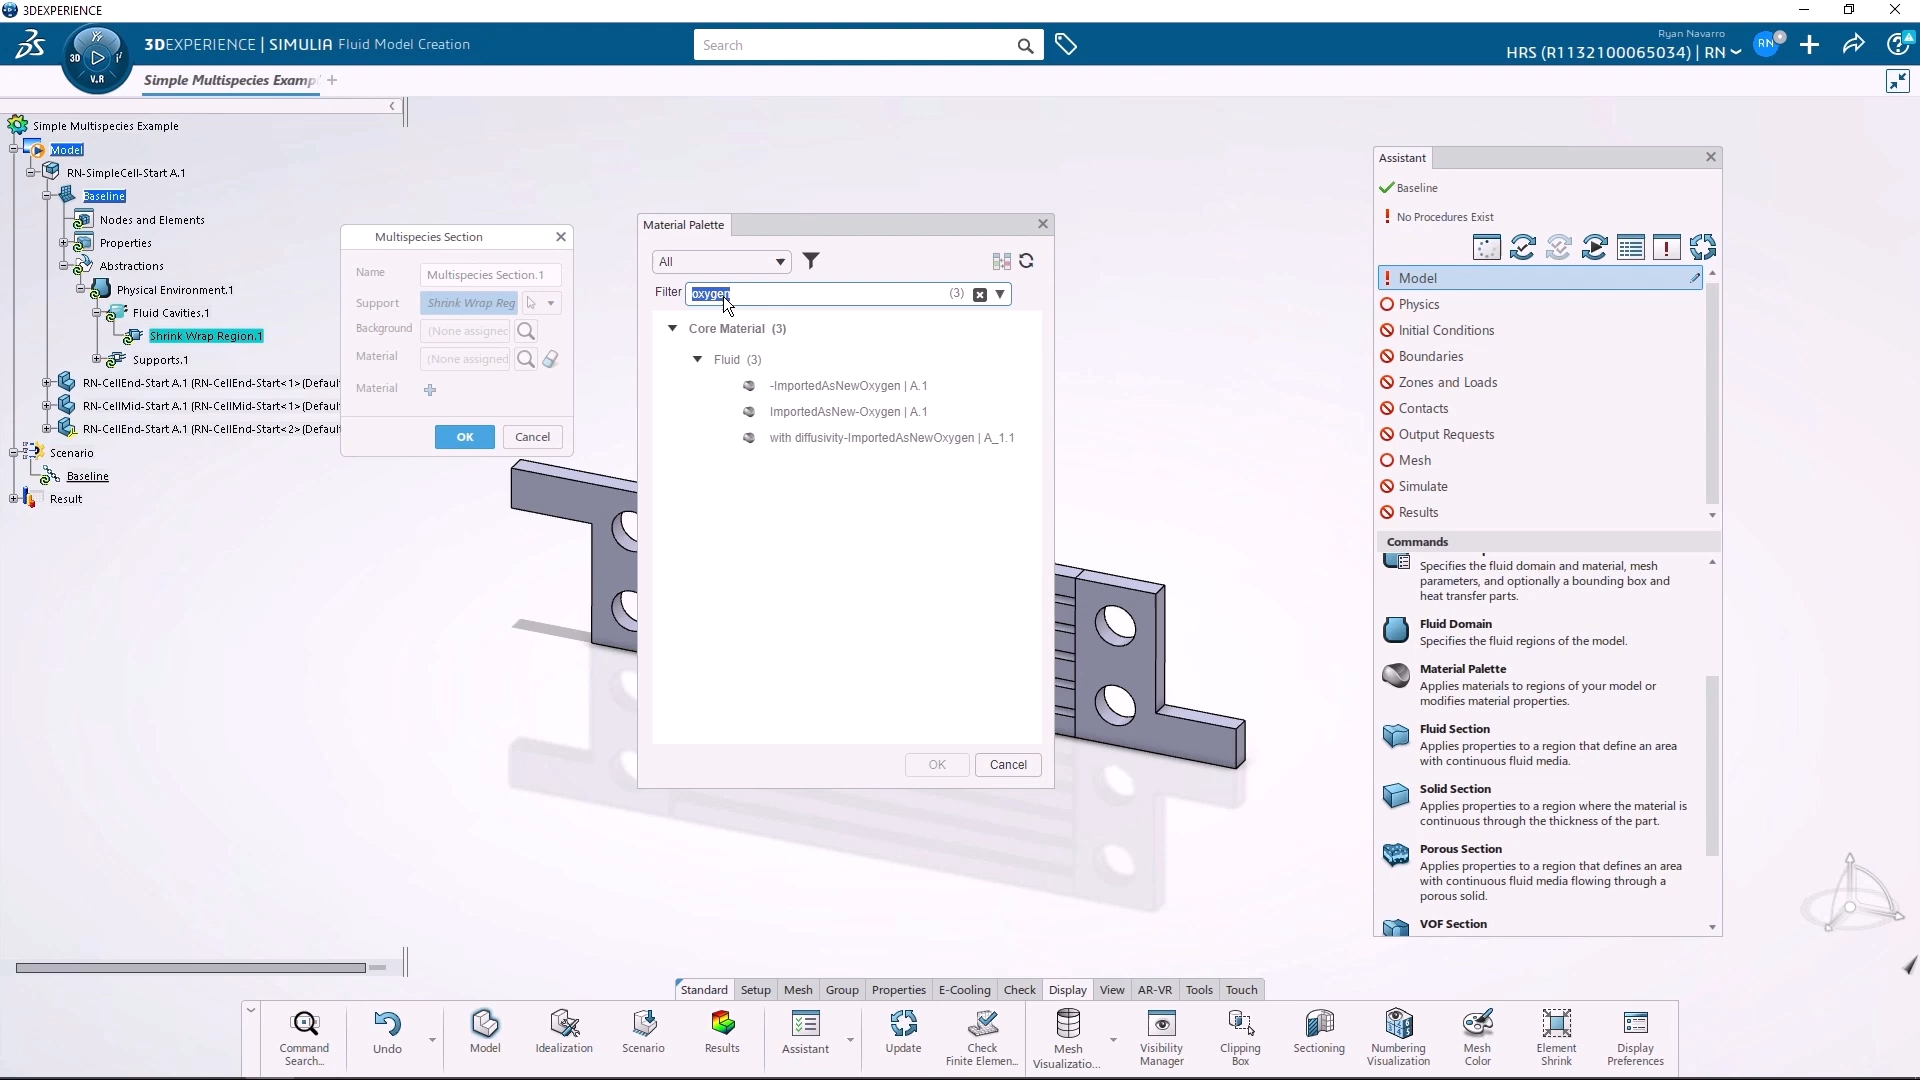 3DEXPERIENCE
3DEXPERIENCE | SIMULIA Fluid Model Creation
3D
V.R
Search
Ryan Navarro
HRS (R1132100065034) | RN
RN
Simple Multispecies Examp
Simple Multispecies Example
Model
RN-SimpleCell-Start A.1
Baseline
Nodes and Elements
Properties
Abstractions
Physical Environment.1
Fluid Cavities.1
Shrink Wrap Region.1
Supports.1
RN-CellEnd-Start A.1 (RN-CellEnd-Start<1>(Defaul
RN-CellMid-Start A.1 (RN-CellMid-Start<1>(Defaul
RN-CellEnd-Start A.1 (RN-CellEnd-Start<2>(Defaul
Scenario
Baseline
Result
Multispecies Section
Name Multispecies Section.1
Support Shrink Wrap Reg
Background (None assigned
Material (None assigned
Material
OK Cancel
Material Palette
All
Filter oxygen (3)
Core Material (3)
Fluid (3)
-ImportedAsNewOxygen | A.1
ImportedAsNew-Oxygen | A.1
with diffusivity-ImportedAsNewOxygen | A_1.1
OK Cancel
Assistant
Baseline
No Procedures Exist
Model
Physics
Initial Conditions
Boundaries
Zones and Loads
Contacts
Output Requests
Mesh
Simulate
Results
Commands
Specifies the fluid domain and material, mesh
parameters, and optionally a bounding box and
heat transfer parts.
Fluid Domain
Specifies the fluid regions of the model.
Material Palette
Applies materials to regions of your model or
modifies material properties.
Fluid Section
Applies properties to a region that define an area
with continuous fluid media.
Solid Section
Applies properties to a region where the material is
continuous through the thickness of the part.
Porous Section
Applies properties to a region that defines an area
with continuous fluid media flowing through a
porous solid.
VOF Section
Standard Setup Mesh Group Properties E-Cooling Check Display View AR-VR Tools Touch
Command
Search...
Undo
Model
Idealization
Scenario
Results
Assistant
Update
Check
Finite Elemen...
Mesh
Visualizatio...
Visibility
Manager
Clipping
Box
Sectioning
Numbering
Visualization
Mesh
Color
Element
Shrink
Display
Preferences